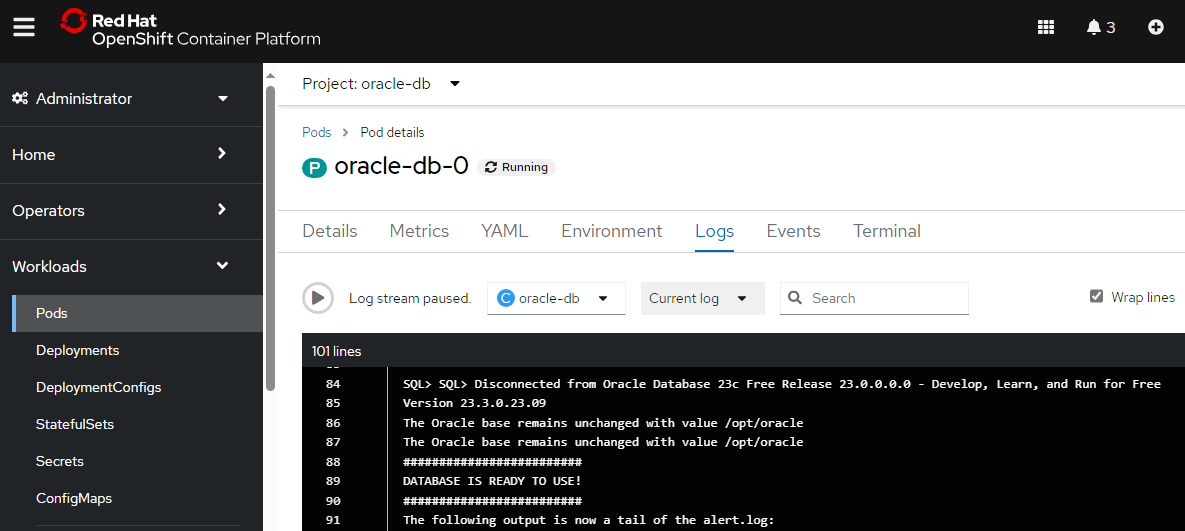 Red Hat
OpenShift Container Platform
3
Administrator
Home
Operators
Workloads
Pods
Deployments
DeploymentConfigs
StatefulSets
Secrets
ConfigMaps
Project: oracle-db
Pods > Pod details
P oracle-db-0 Running
Details Metrics YAML Environment Logs Events Terminal
Log stream paused. C oracle-db Current log Search Wrap lines
101 lines
84 SQL> SQL> Disconnected from Oracle Database 23c Free Release 23.0.0.0.0 - Develop, Learn, and Run for Free
85 Version 23.3.0.23.09
86 The Oracle base remains unchanged with value /opt/oracle
87 The Oracle base remains unchanged with value /opt/oracle
88 #########################
89 DATABASE IS READY TO USE!
90 #########################
91 The following output is now a tail of the alert.log: